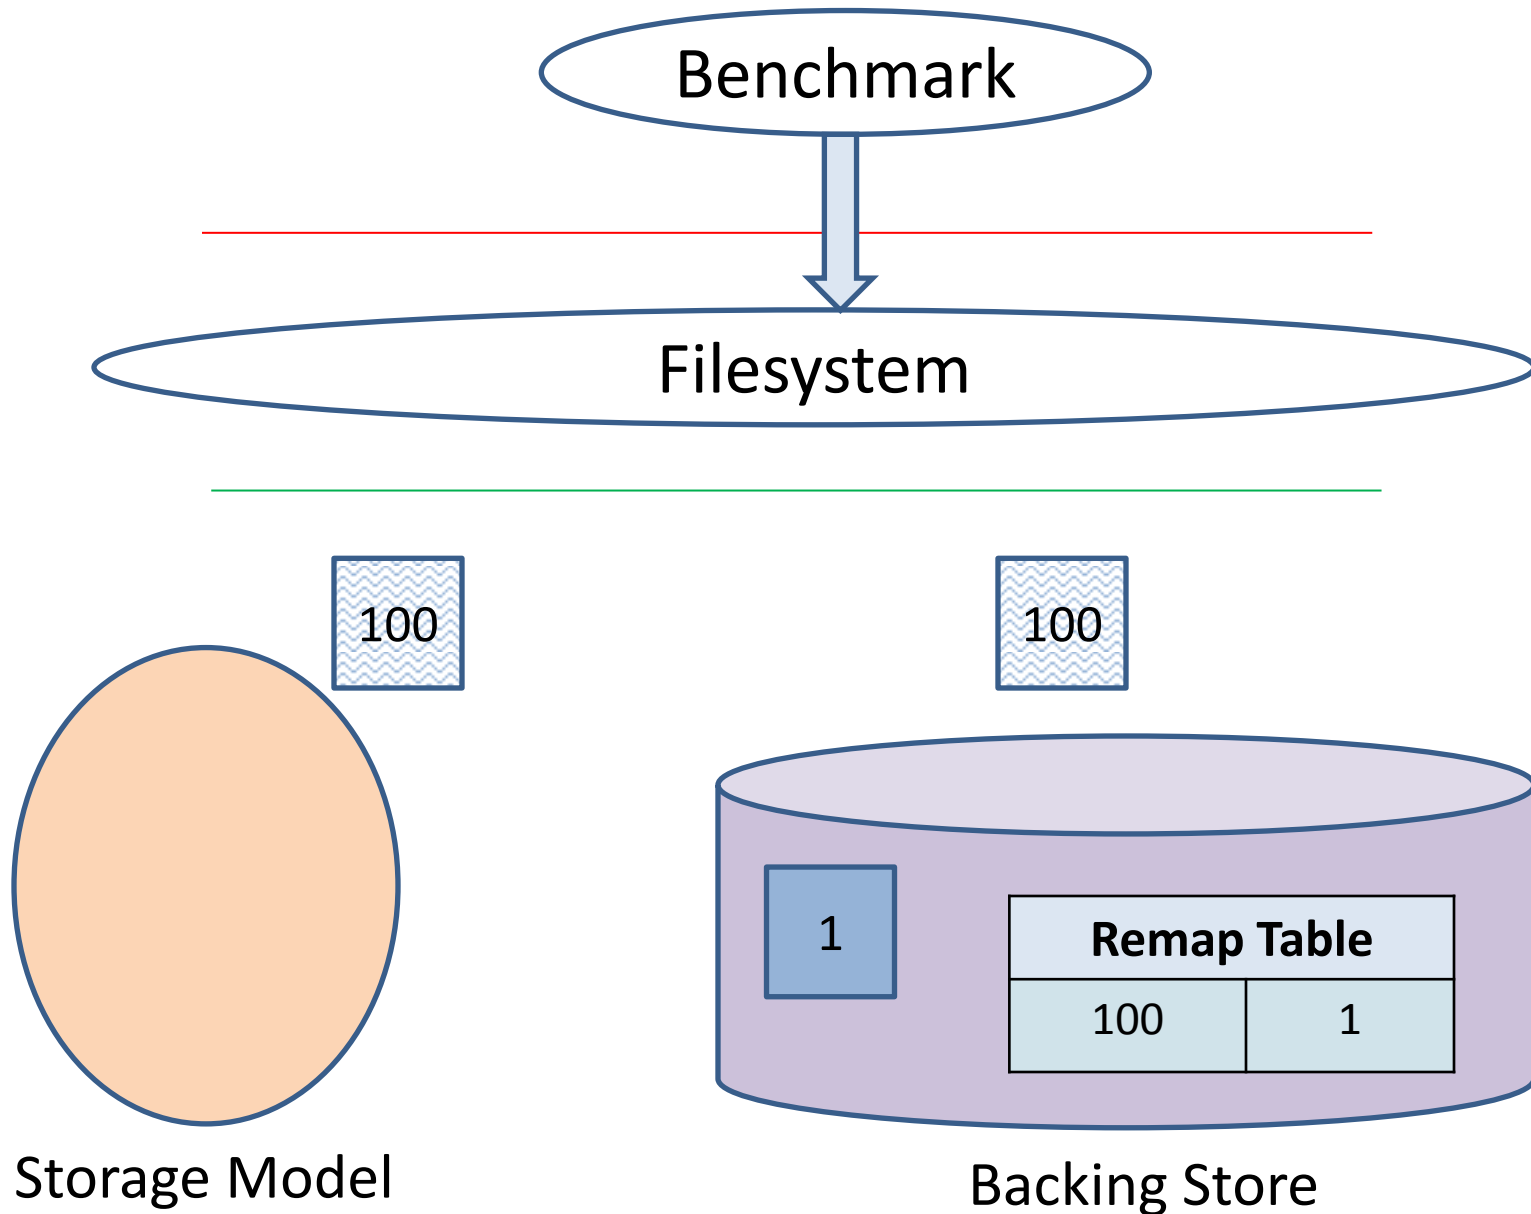 Benchmark
Filesystem
100
100
1
Remap Table
100 1
Storage Model
Backing Store